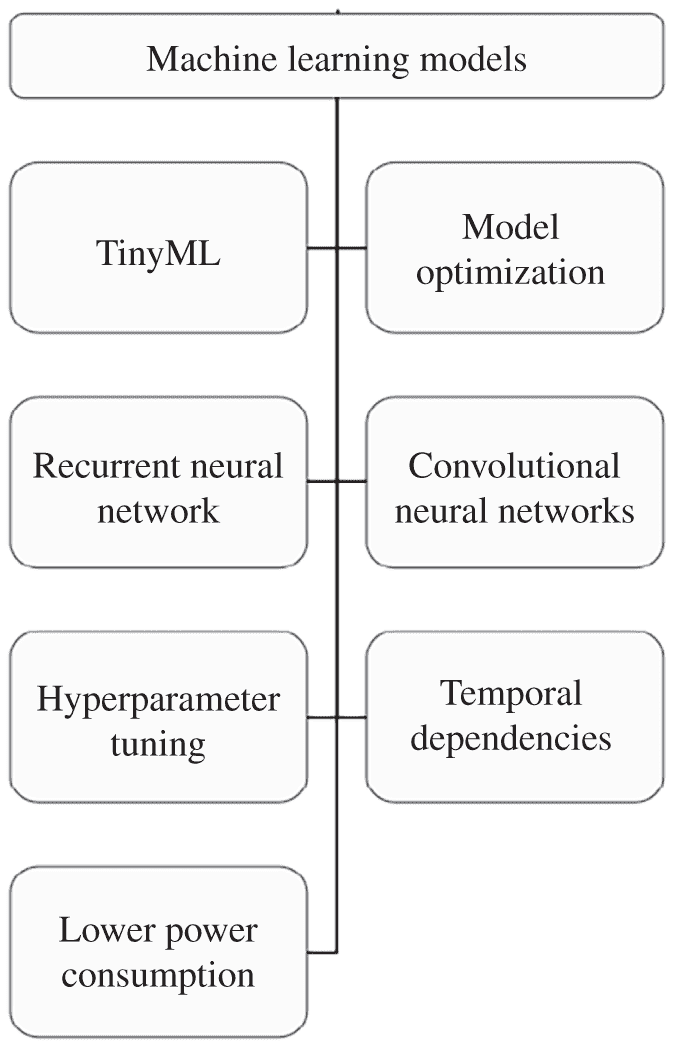 Machine learning models
TinyML
Model
optimization
Recurrent neural
network
Convolutional
neural networks
Hyperparameter
tuning
Temporal
dependencies
Lower power
consumption